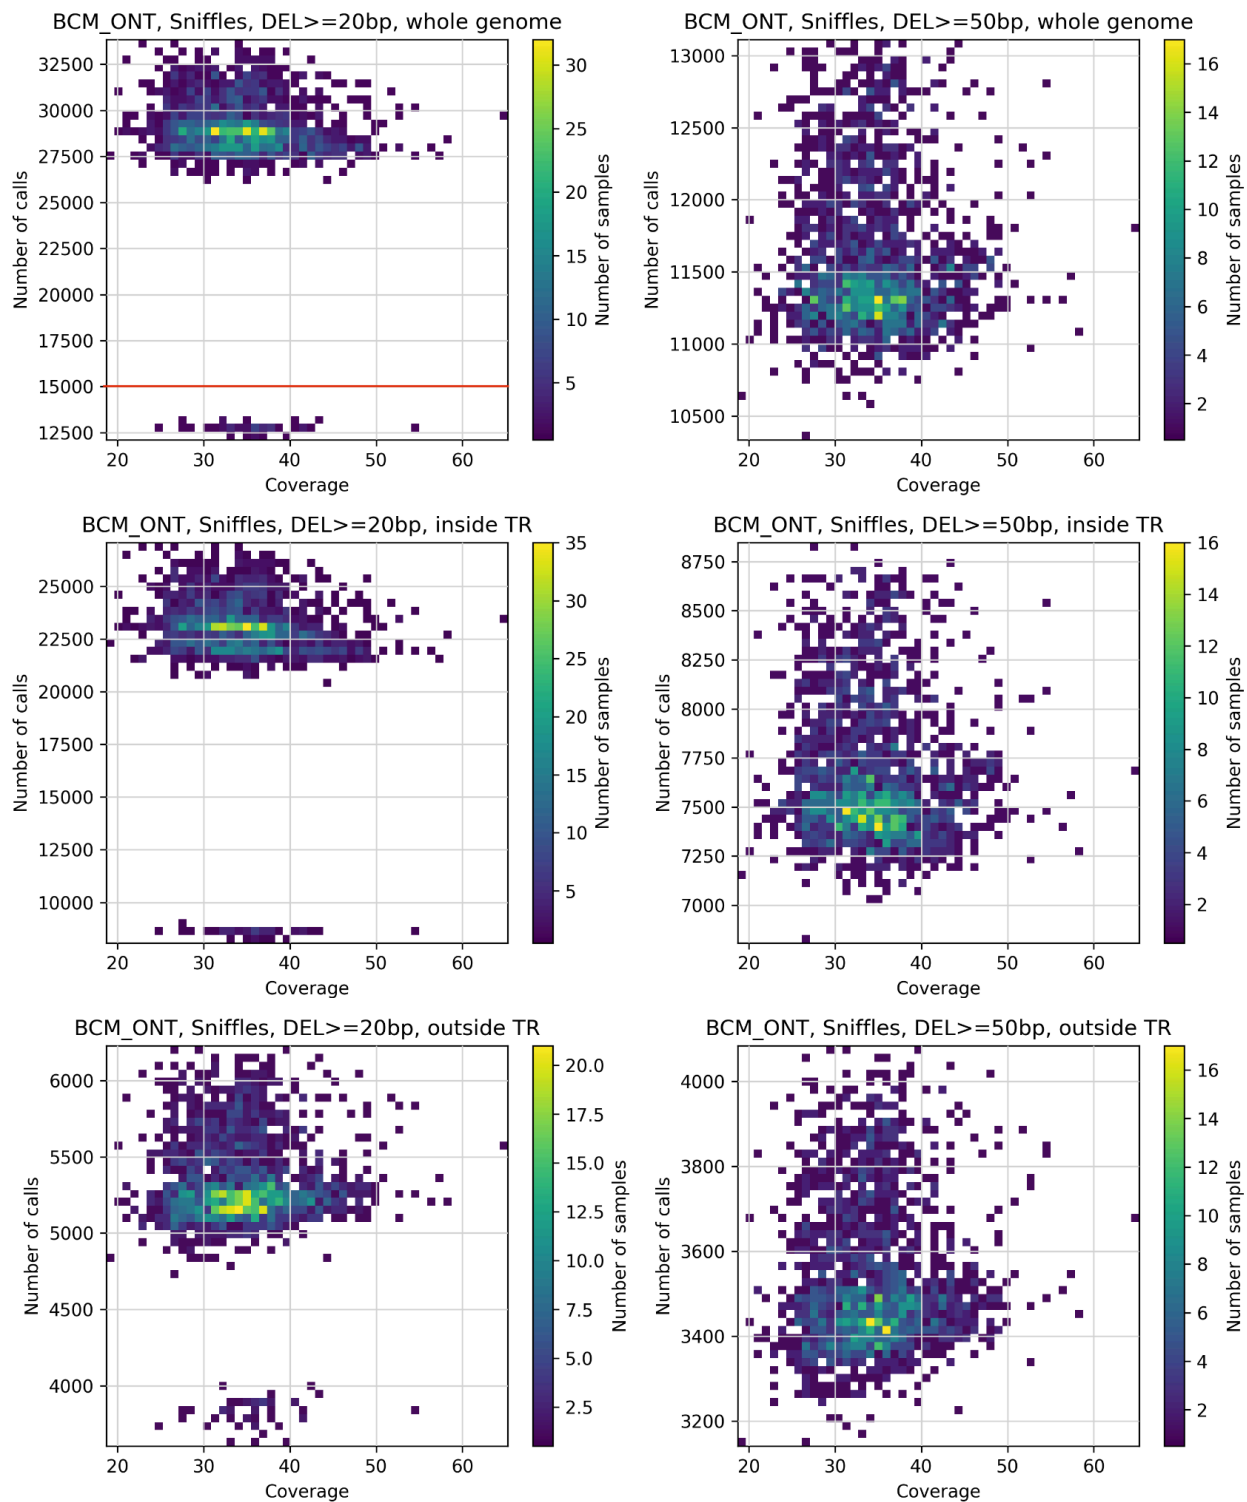 BCM_ONT, Sniffles, DEL>=20bp, whole genome
32500
30000
27500
25000
22500
20000
17500
15000
12500
Number of calls
20 30 40 50 60
Coverage
30
25
20
15
10
5
Number of samples
BCM_ONT, Sniffles, DEL>=50bp, whole genome
13000
12500
12000
11500
11000
10500
Number of calls
20 30 40 50 60
Coverage
16
14
12
10
8
6
4
2
Number of samples
BCM_ONT, Sniffles, DEL>=20bp, inside TR
25000
22500
20000
17500
15000
12500
10000
Number of calls
20 30 40 50 60
Coverage
35
30
25
20
15
10
5
Number of samples
BCM_ONT, Sniffles, DEL>=50bp, inside TR
8750
8500
8250
8000
7750
7500
7250
7000
Number of calls
20 30 40 50 60
Coverage
16
14
12
10
8
6
4
2
Number of samples
BCM_ONT, Sniffles, DEL>=20bp, outside TR
6000
5500
5000
4500
4000
Number of calls
20 30 40 50 60
Coverage
20.0
17.5
15.0
12.5
10.0
7.5
5.0
2.5
Number of samples
BCM_ONT, Sniffles, DEL>=50bp, outside TR
4000
3800
3600
3400
3200
Number of calls
20 30 40 50 60
Coverage
16
14
12
10
8
6
4
2
Number of samples